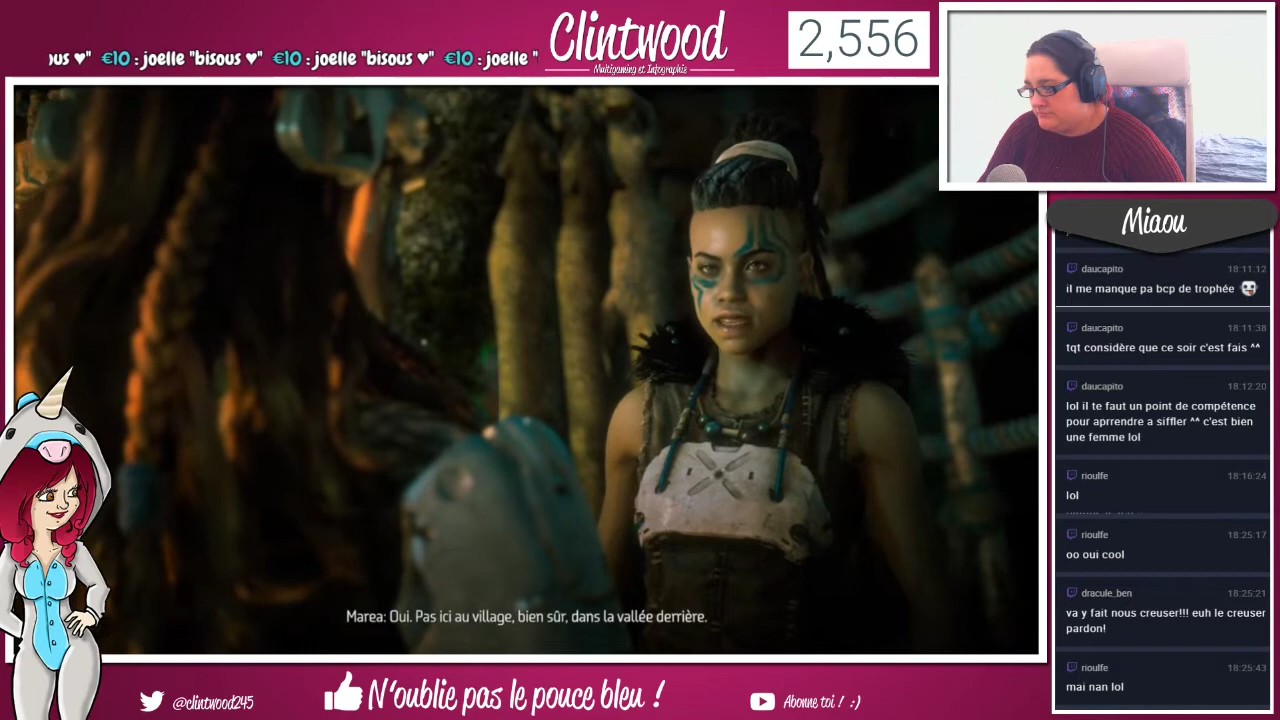 ous ♥" €10 : joelle "bisous ♥" €10 : joelle "bisous ♥" €10 : joelle "
Clintwood
Multigaming et Infographie
2,556
Miaou
daucapito 18:11:12
il me manque pa bcp de trophée
daucapito 18:11:38
tqt considère que ce soir c'est fais ^^
daucapito 18:12:20
lol il te faut un point de compétence
pour aprrendre a siffler ^^ c'est bien
une femme lol
rioulfe 18:16:24
lol
rioulfe 18:25:17
oo oui cool
dracule_ben 18:25:21
va y fait nous creuser!!! euh le creuser
pardon!
rioulfe 18:25:43
mai nan lol
Marea: Oui. Pas ici au village, bien sûr, dans la vallée derrière.
@clintwood245
N'oublie pas le pouce bleu !
Abonne toi ! :)